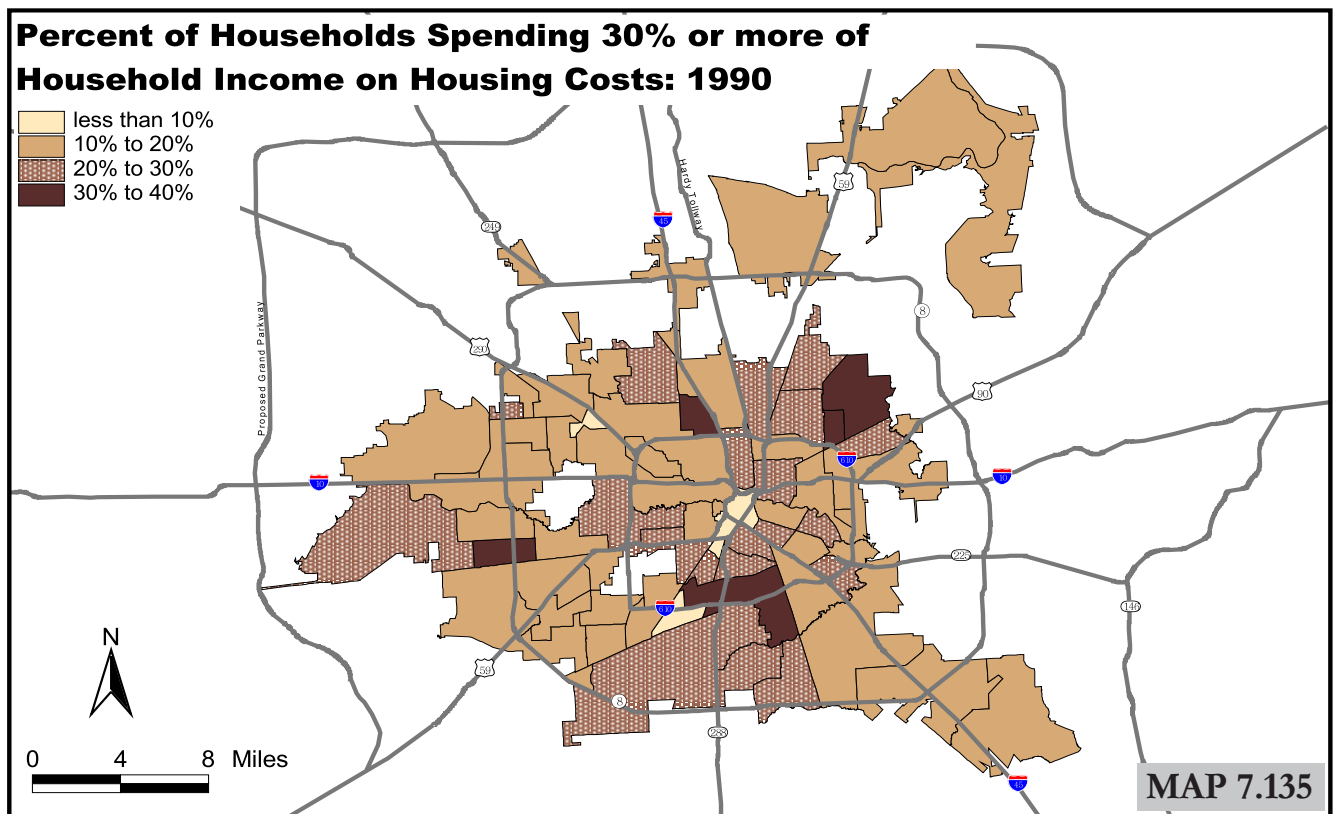 Percent of Households Spending 30% or more of
Household Income on Housing Costs: 1990
less than 10%
10% to 20%
20% to 30%
30% to 40%
Hardy Tollway
59
45
249
8
Proposed Grand Parkway
290
90
610
10
10
225
146
610
N
59
8
288
0 4 8 Miles
45
MAP 7.135